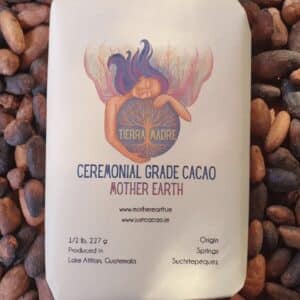 TIERRA MADRE
CEREMONIAL GRADE CACAO
MOTHER EARTH
www.motherearth.ie
www.justcacao.ie
1/2 lb, 227 g
Produced in
Lake Atitlan, Guatemala
Origin
Springs
Suchitepéquez